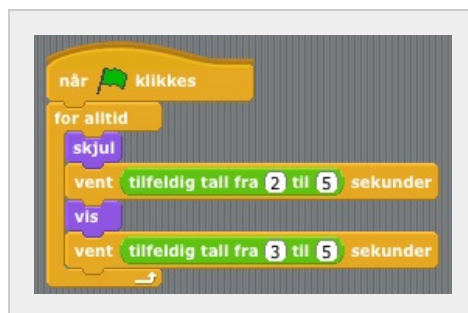 når klikkes
for alltid
skjul
vent tilfeldig tall fra 2 til 5 sekunder
vis
vent tilfeldig tall fra 3 til 5 sekunder